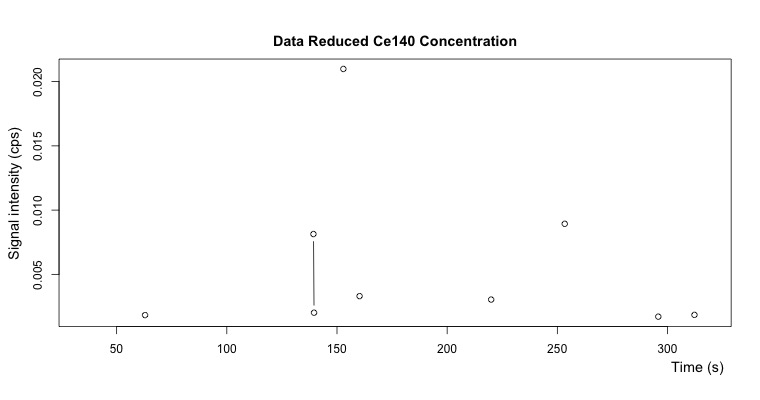 Data Reduced Ce140 Concentration
Signal intensity (cps)
0.020
0.015
0.010
0.005
50 100 150 200 250 300
Time (s)